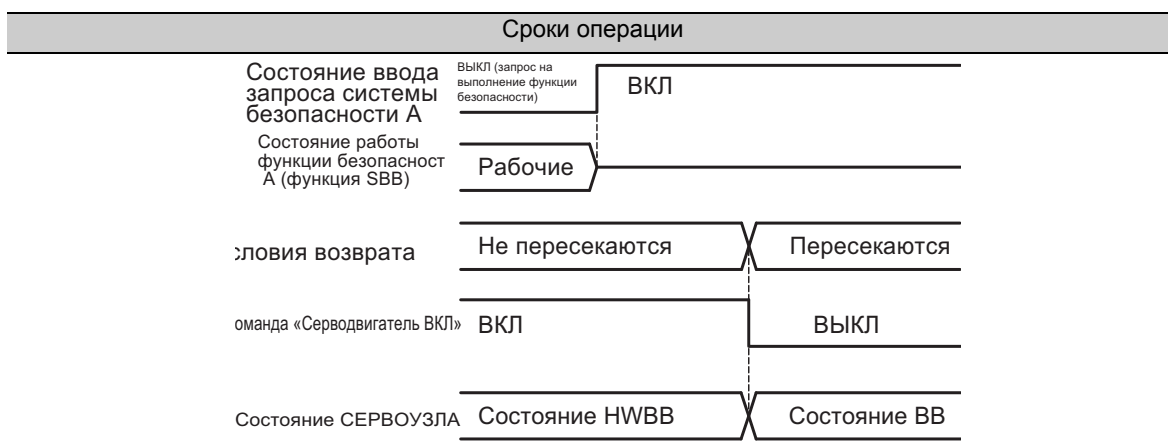 Сроки операции
Состояние ввода
запроса системы
безопасности А
ВЫКЛ (запрос на
выполнение функции
безопасности)
ВКЛ
Состояние работы
функции безопасност
А (функция SBB)
Рабочие
словия возврата
Не пересекаются
Пересекаются
оманда «Серводвигатель ВКЛ»
ВКЛ
ВЫКЛ
Состояние СЕРВОУЗЛА
Состояние HWBB
Состояние BB